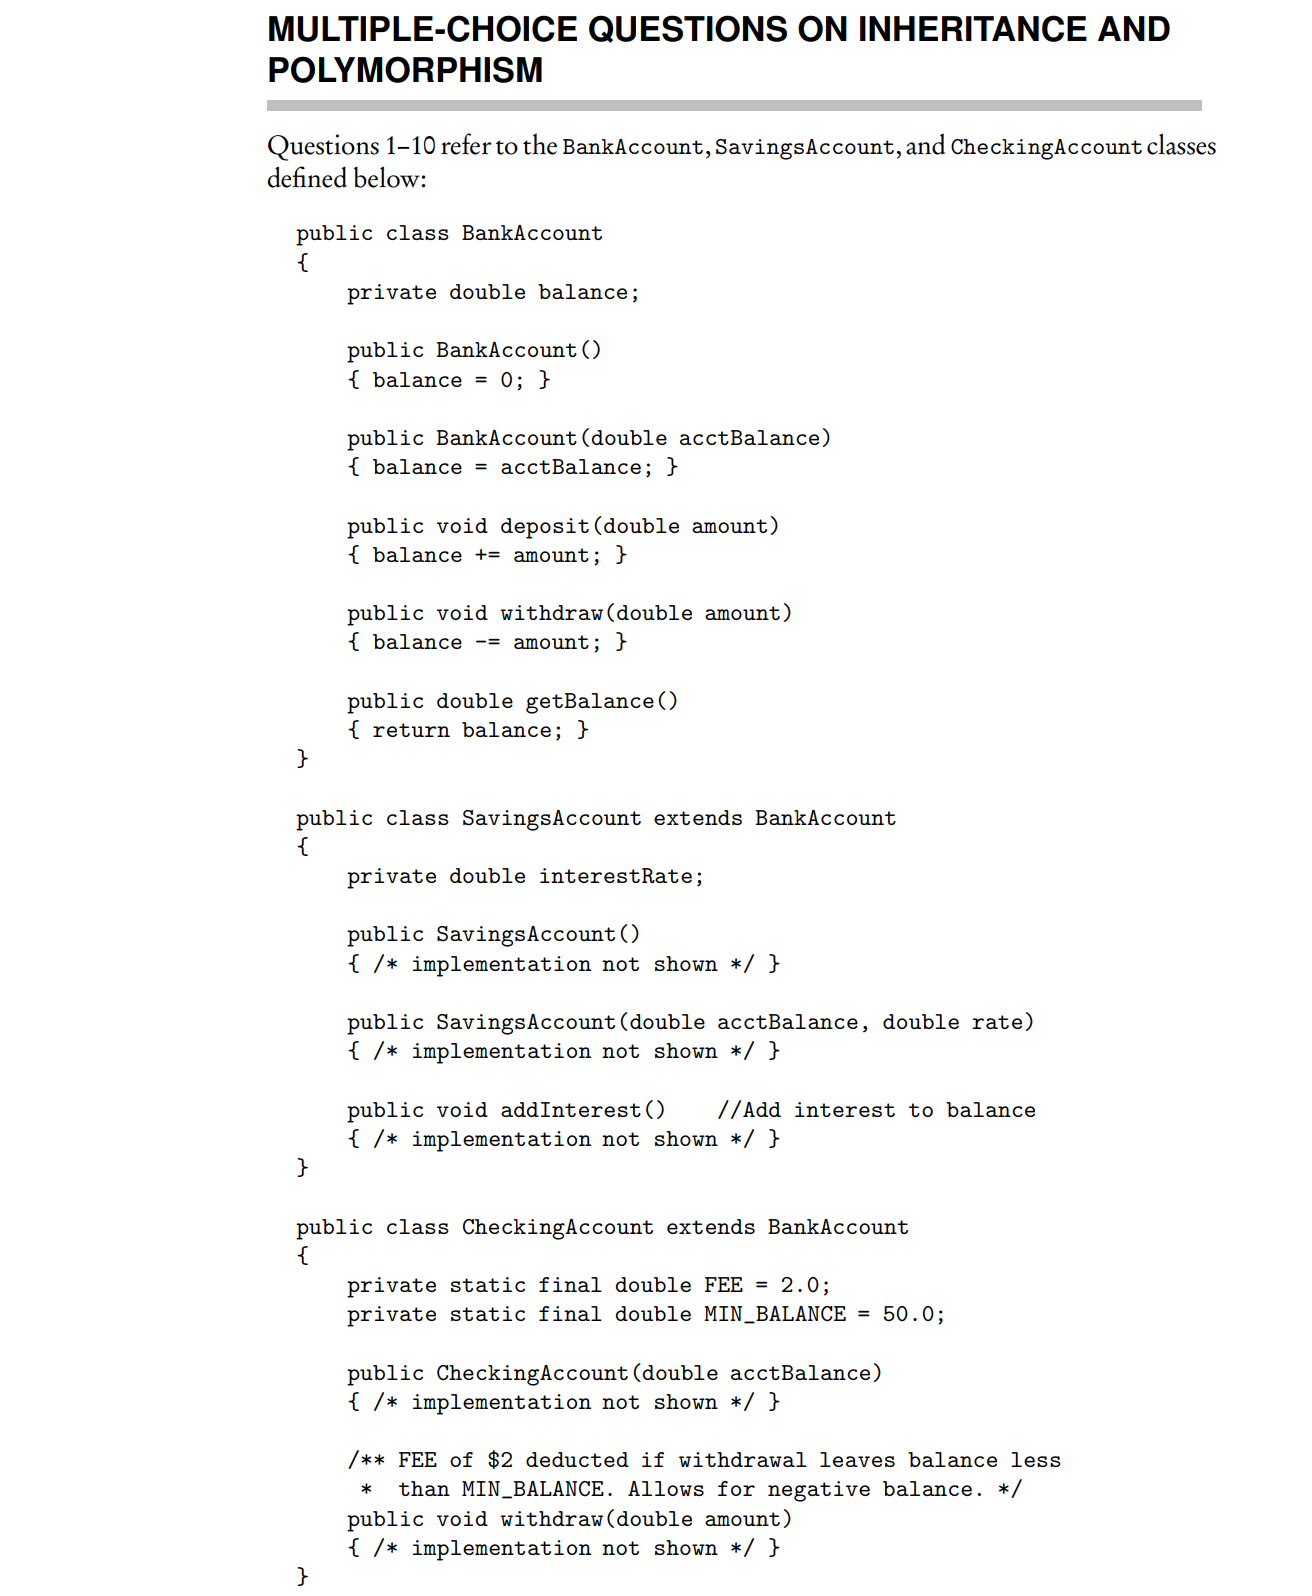 MULTIPLE-CHOICE QUESTIONS ON INHERITANCE AND
POLYMORPHISM
Questions 1–10 refer to the BankAccount, SavingsAccount, and CheckingAccount classes
defined below:
public class BankAccount
{
private double balance;
public BankAccount()
{ balance = 0; }
public BankAccount(double acctBalance)
{ balance = acctBalance; }
public void deposit(double amount)
{ balance += amount; }
public void withdraw(double amount)
{ balance -= amount; }
public double getBalance()
{ return balance; }
}
public class SavingsAccount extends BankAccount
{
private double interestRate;
public SavingsAccount()
{ /* implementation not shown */ }
public SavingsAccount(double acctBalance, double rate)
{ /* implementation not shown */ }
public void addInterest()    //Add interest to balance
{ /* implementation not shown */ }
}
public class CheckingAccount extends BankAccount
{
private static final double FEE = 2.0;
private static final double MIN_BALANCE = 50.0;
public CheckingAccount(double acctBalance)
{ /* implementation not shown */ }
/** FEE of $2 deducted if withdrawal leaves balance less
*  than MIN_BALANCE. Allows for negative balance. */
public void withdraw(double amount)
{ /* implementation not shown */ }
}